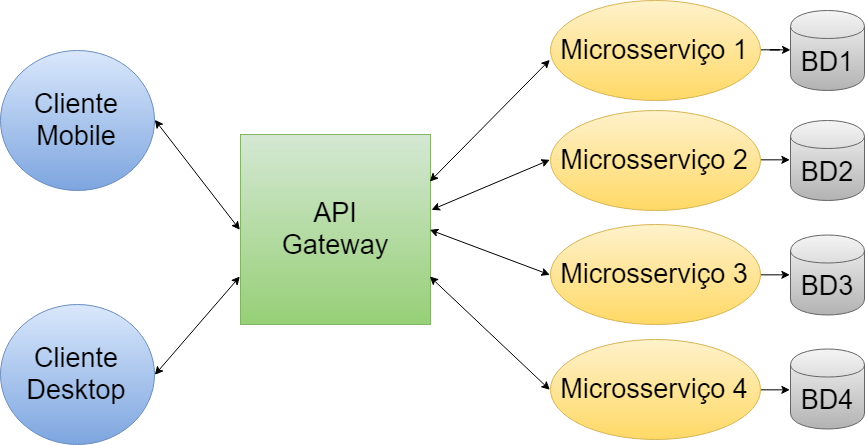 Cliente
Mobile
Cliente
Desktop
API
Gateway
Microsserviço 1
BD1
Microsserviço 2
BD2
Microsserviço 3
BD3
Microsserviço 4
BD4